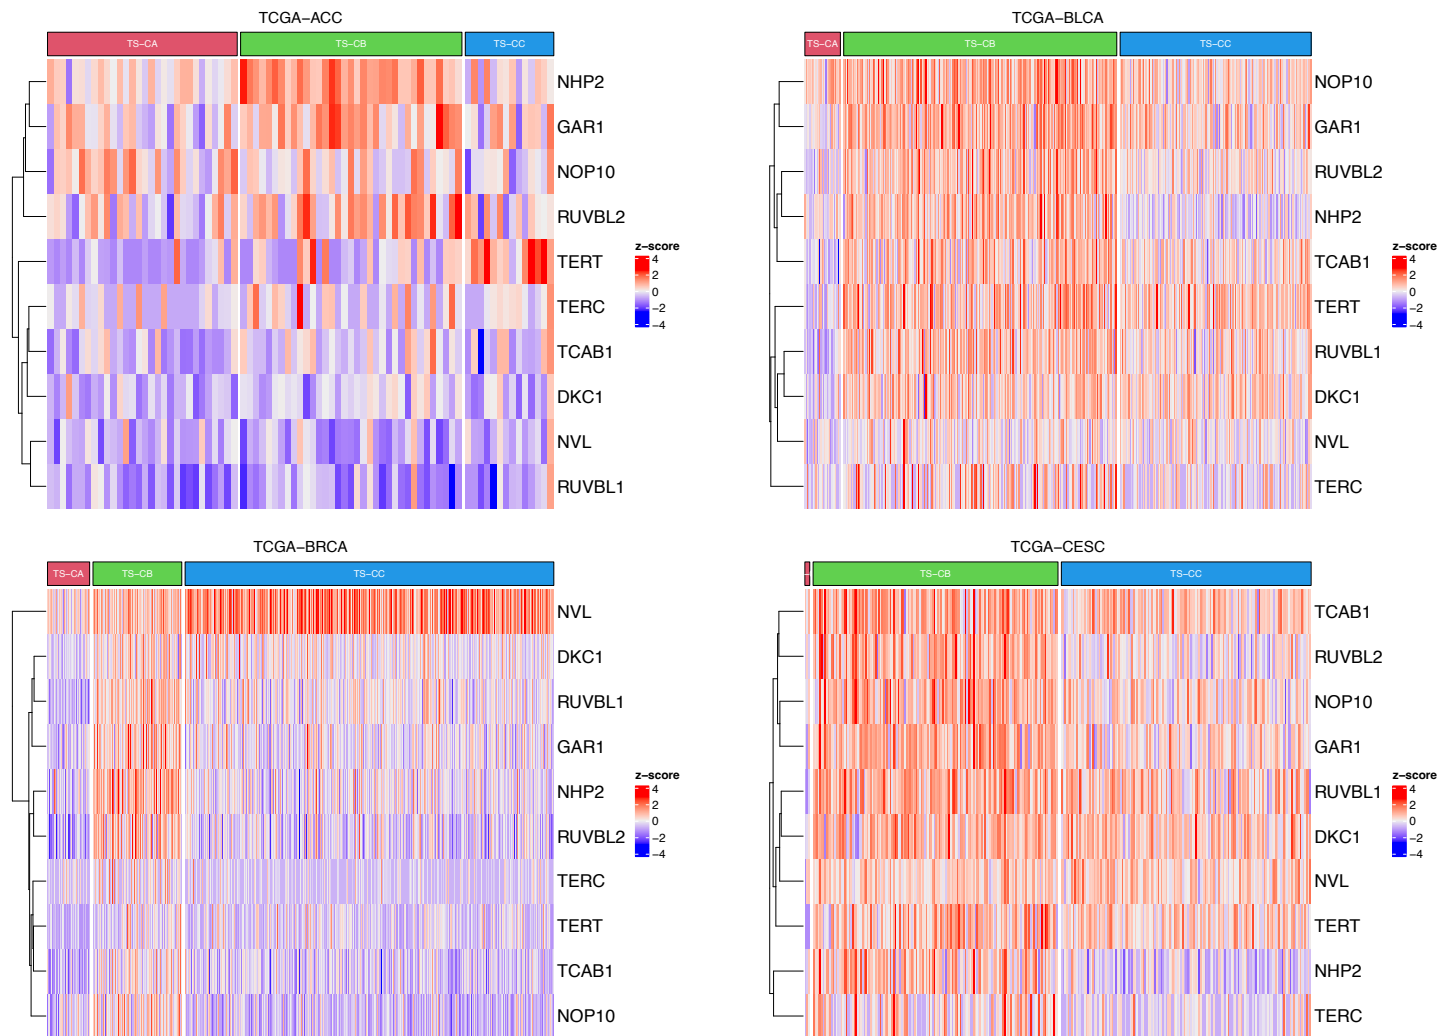 TCGA−ACC
TS−CA TS−CB TS−CC
NHP2
GAR1
NOP10
RUVBL2
TERT
TERC
TCAB1
DKC1
NVL
RUVBL1
z−score
4
2
0
−2
−4
TCGA−BLCA
TS−CA TS−CB TS−CC
NOP10
GAR1
RUVBL2
NHP2
TCAB1
TERT
RUVBL1
DKC1
NVL
TERC
z−score
4
2
0
−2
−4
TCGA−BRCA
TS−CA TS−CB TS−CC
NVL
DKC1
RUVBL1
GAR1
NHP2
RUVBL2
TERC
TERT
TCAB1
NOP10
z−score
4
2
0
−2
−4
TCGA−CESC
TS−CB TS−CC
TCAB1
RUVBL2
NOP10
GAR1
RUVBL1
DKC1
NVL
TERT
NHP2
TERC
z−score
4
2
0
−2
−4